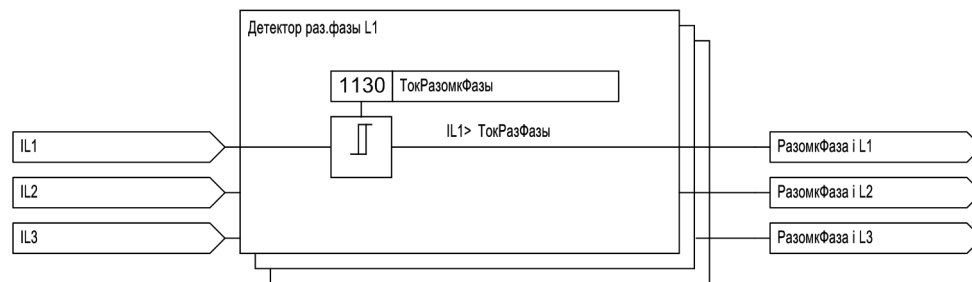 Детектор раз.фазы L1
1130 ТокРазомкФазы
IL1> ТокРазФазы
IL1
РазомкФаза i L1
IL2
РазомкФаза i L2
IL3
РазомкФаза i L3